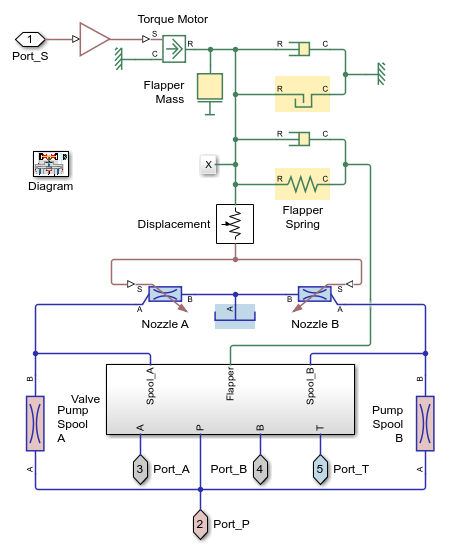 Torque Motor
1
Port_S
S
C
R
R
C
Flapper
Mass
R
C
R
C
X
R
C
Diagram
Flapper
Spring
Displacement
S
B
A
Nozzle A
A
S
B
A
Nozzle B
B
Valve
Pump
Spool
A
A
Spool_A
Flapper
Spool_B
A
P
B
T
B
Pump
Spool
B
A
3
Port_A
Port_B
4
5
Port_T
2
Port_P